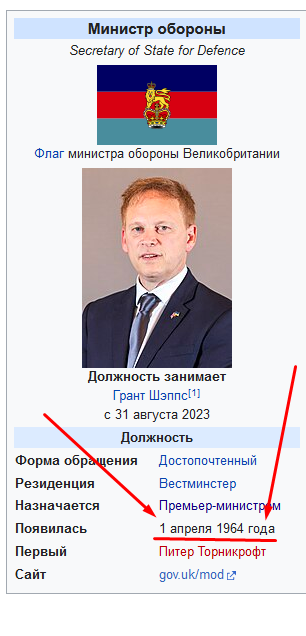 Министр обороны
Secretary of State for Defence
Флаг министра обороны Великобритании
Должность занимает
Грант Шэппс[1]
с 31 августа 2023
Должность
Форма обращения Достопочтенный
Резиденция Вестминстер
Назначается Премьер-министром
Появилась 1 апреля 1964 года
Первый Питер Торникрофт
Сайт gov.uk/mod